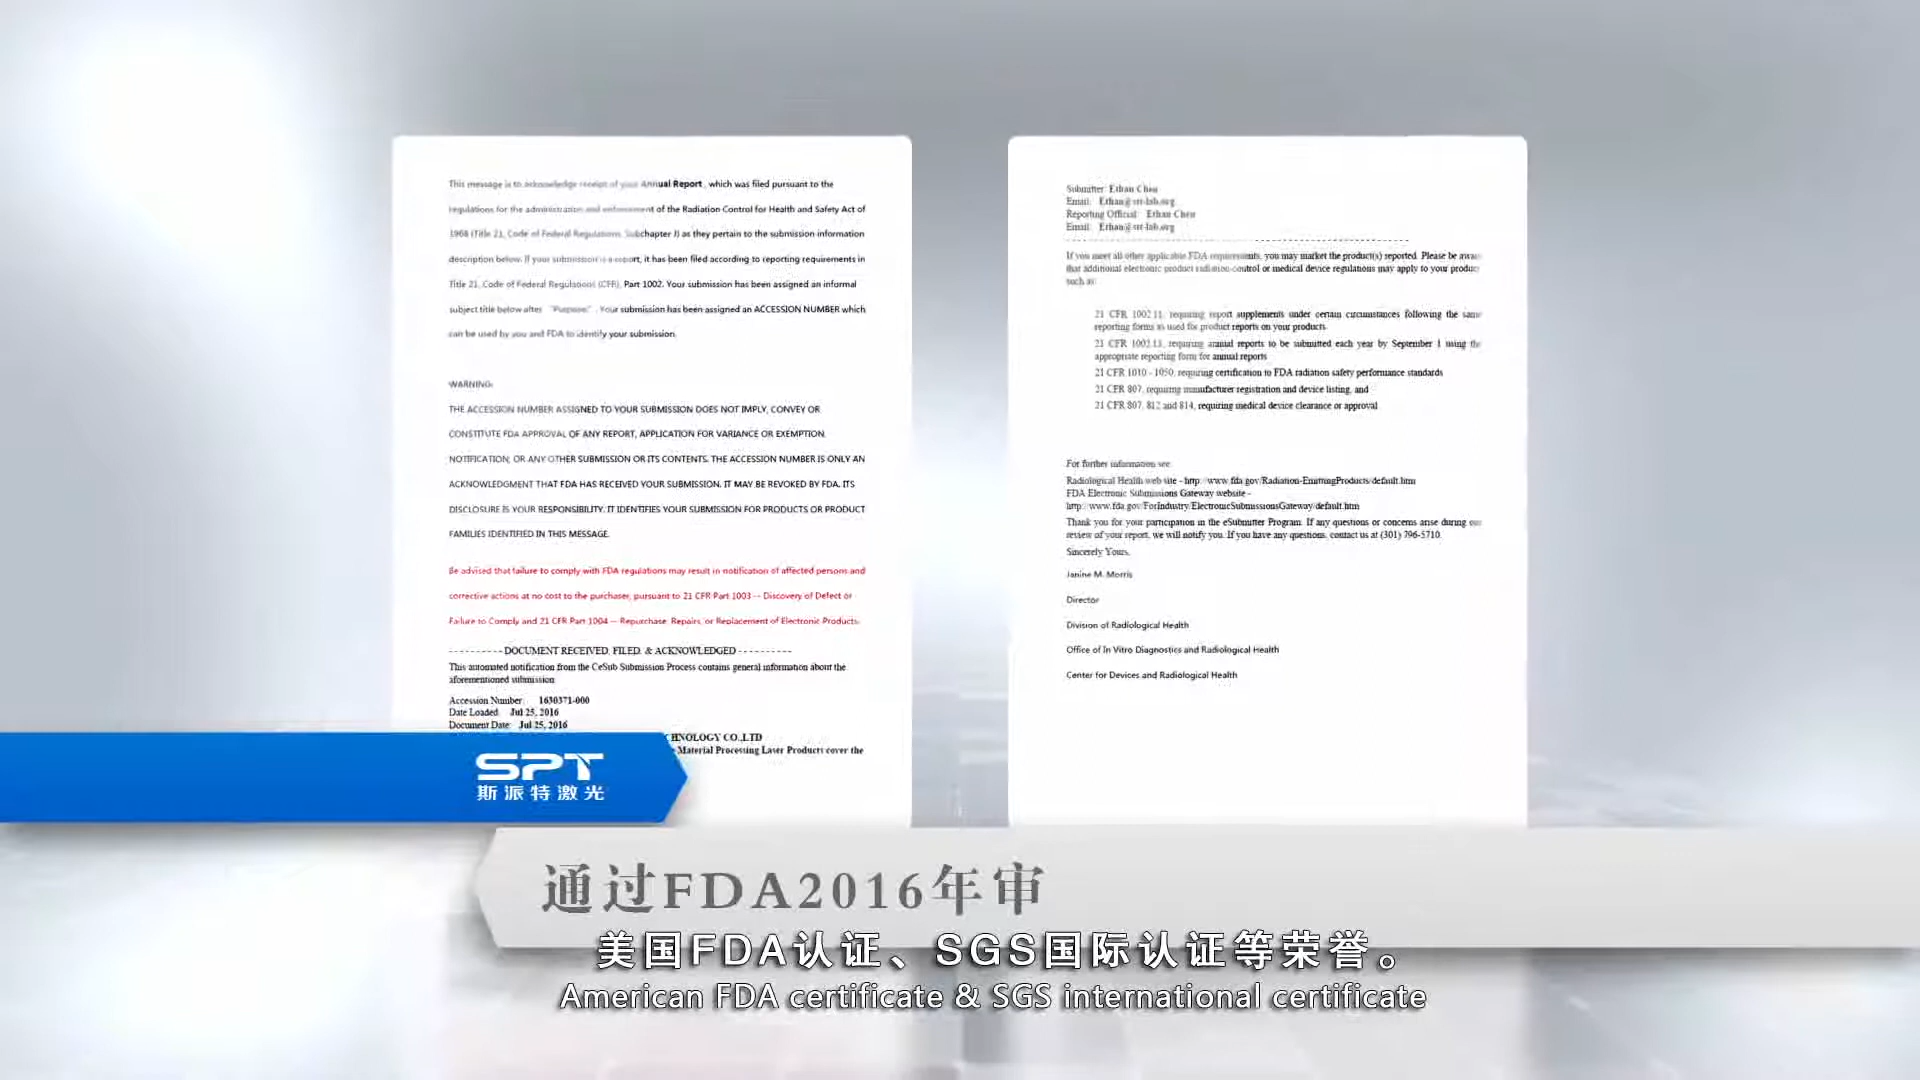 This message is to acknowledge receipt of your Annual Report , which was filed pursuant to the
regulations for the administration and enforcement of the Radiation Control for Health and Safety Act of
1968 (Title 21, Code of Federal Regulations, Subchapter J) as they pertain to the submission information
description below. If your submission is a report, it has been filed according to reporting requirements in
Title 21, Code of Federal Regulations (CFR), Part 1002. Your submission has been assigned an informal
subject title below after "Purpose:" . Your submission has been assigned an ACCESSION NUMBER which
can be used by you and FDA to identify your submission.
WARNING:
THE ACCESSION NUMBER ASSIGNED TO YOUR SUBMISSION DOES NOT IMPLY, CONVEY OR
CONSTITUTE FDA APPROVAL OF ANY REPORT, APPLICATION FOR VARIANCE OR EXEMPTION,
NOTIFICATION, OR ANY OTHER SUBMISSION OR ITS CONTENTS. THE ACCESSION NUMBER IS ONLY AN
ACKNOWLEDGMENT THAT FDA HAS RECEIVED YOUR SUBMISSION. IT MAY BE REVOKED BY FDA. ITS
DISCLOSURE IS YOUR RESPONSIBILITY. IT IDENTIFIES YOUR SUBMISSION FOR PRODUCTS OR PRODUCT
FAMILIES IDENTIFIED IN THIS MESSAGE.
Be advised that failure to comply with FDA regulations may result in notification of affected persons and
corrective actions at no cost to the purchaser, pursuant to 21 CFR Part 1003 -- Discovery of Defect or
Failure to Comply and 21 CFR Part 1004 -- Repurchase, Repairs, or Replacement of Electronic Products.
- - - - - - - - - - DOCUMENT RECEIVED, FILED, & ACKNOWLEDGED - - - - - - - - - -
This automated notification from the CeSub Submission Process contains general information about the
aforementioned submission
Accession Number: 1630371-000
Date Loaded: Jul 25, 2016
Document Date: Jul 25, 2016
CHNOLOGY CO.,LTD
Material Processing Laser Products cover the
Submitter: Ethan Chen
Email: Ethan@srt-lab.org
Reporting Official: Ethan Chen
Email: Ethan@srt-lab.org
If you meet all other applicable FDA requirements, you may market the product(s) reported. Please be aware
that additional electronic product radiation-control or medical device regulations may apply to your product
such as:
21 CFR 1002.11, requiring report supplements under certain circumstances following the same
reporting forms as used for product reports on your products
21 CFR 1002.13, requiring annual reports to be submitted each year by September 1 using the
appropriate reporting form for annual reports
21 CFR 1010 - 1050, requiring certification to FDA radiation safety performance standards
21 CFR 807, requiring manufacturer registration and device listing, and
21 CFR 807, 812 and 814, requiring medical device clearance or approval
For further information see:
Radiological Health web site - http://www.fda.gov/Radiation-EmittingProducts/default.htm
FDA Electronic Submissions Gateway website -
http://www.fda.gov/ForIndustry/ElectronicSubmissionsGateway/default.htm
Thank you for your participation in the eSubmitter Program. If any questions or concerns arise during our
review of your report, we will notify you. If you have any questions, contact us at (301) 796-5710.
Sincerely Yours,
Janine M. Morris
Director
Division of Radiological Health
Office of In Vitro Diagnostics and Radiological Health
Center for Devices and Radiological Health
SPT
斯派特激光
通过FDA2016年审
美国FDA认证、SGS国际认证等荣誉。
American FDA certificate & SGS international certificate